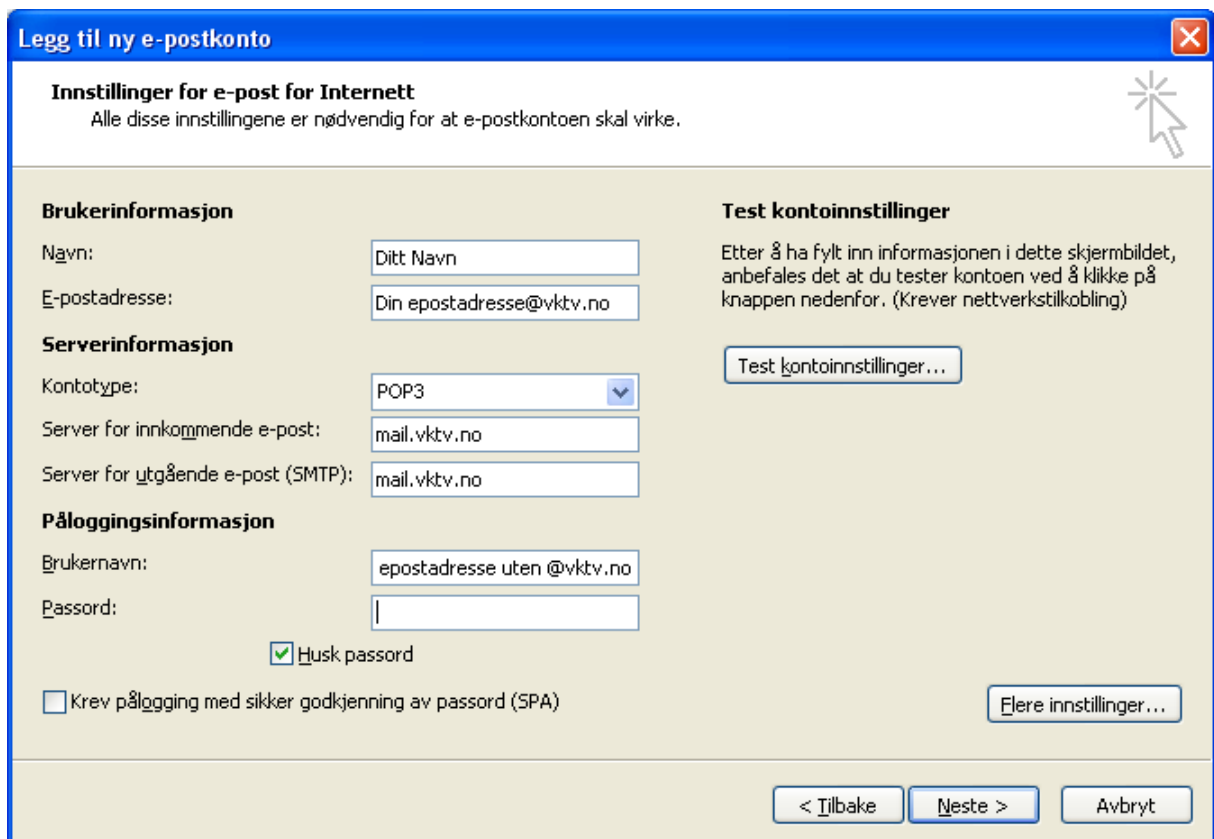 Legg til ny e-postkonto
Innstillinger for e-post for Internett
Alle disse innstillingene er nødvendig for at e-postkontoen skal virke.
Brukerinformasjon
Navn:
Ditt Navn
E-postadresse:
Din epostadresse@vktv.no
Serverinformasjon
Kontotype:
POP3
Server for innkommende e-post:
mail.vktv.no
Server for utgående e-post (SMTP):
mail.vktv.no
Påloggingsinformasjon
Brukernavn:
epostadresse uten @vktv.no
Passord:
Husk passord
Krev pålogging med sikker godkjenning av passord (SPA)
Test kontoinnstillinger
Etter å ha fylt inn informasjonen i dette skjermbildet,
anbefales det at du tester kontoen ved å klikke på
knappen nedenfor. (Krever nettverkstilkobling)
Test kontoinnstillinger...
Flere innstillinger...
< Tilbake
Neste >
Avbryt